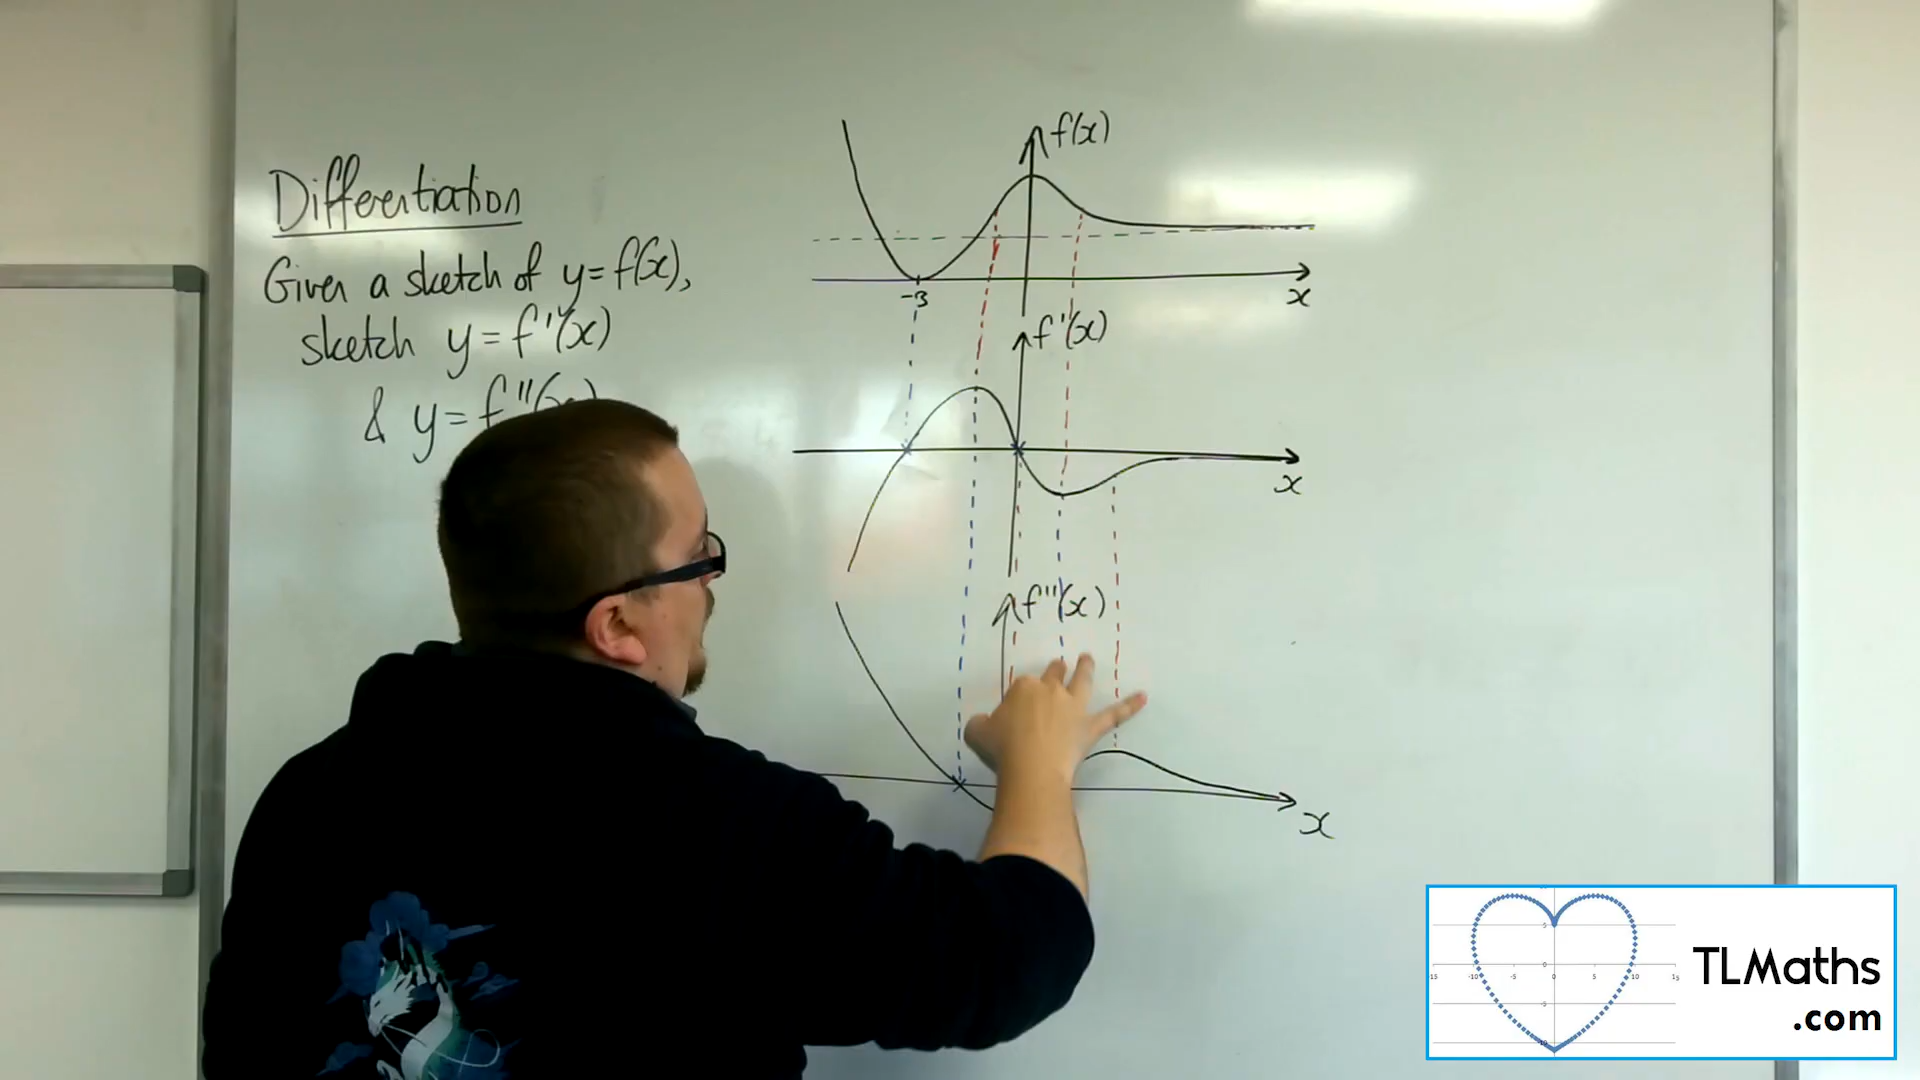 Differentiation
Given a sketch of y=f(x),
sketch y=f'(x)
& y=f''(x)
f(x)
-3
x
f'(x)
x
f''(x)
x
TLMaths
.com